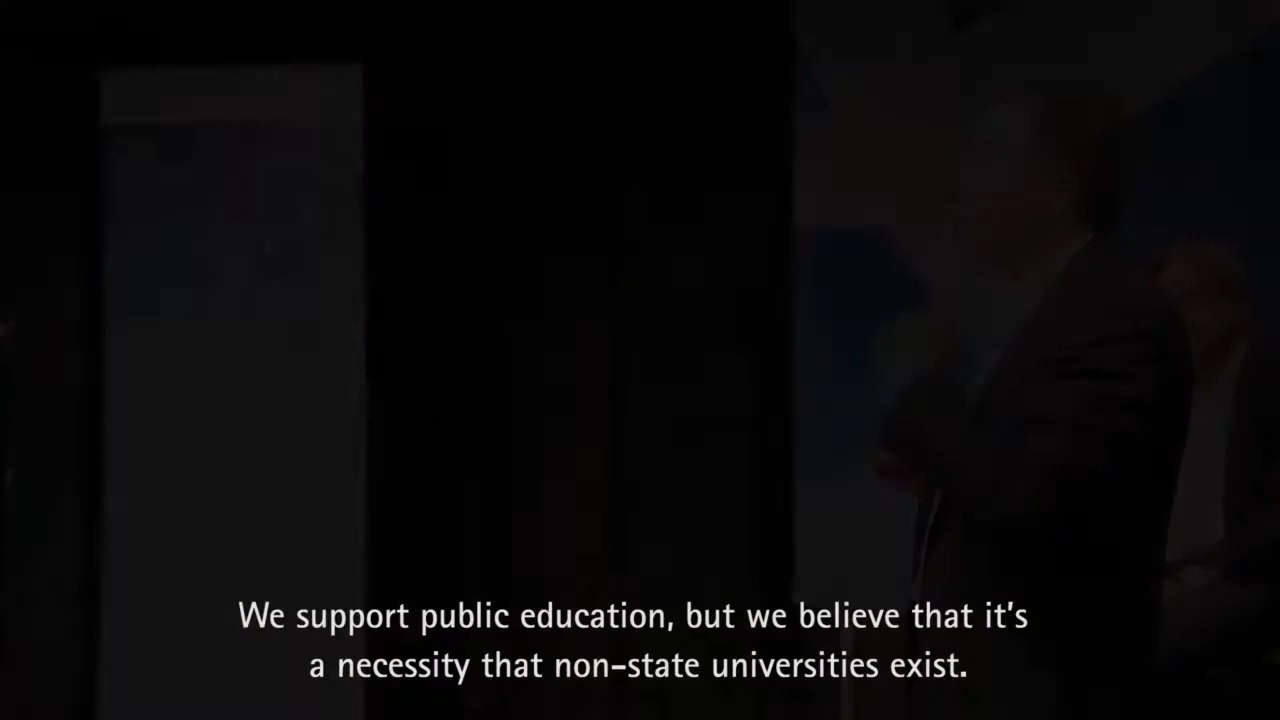 We support public education, but we believe that it's
a necessity that non-state universities exist.